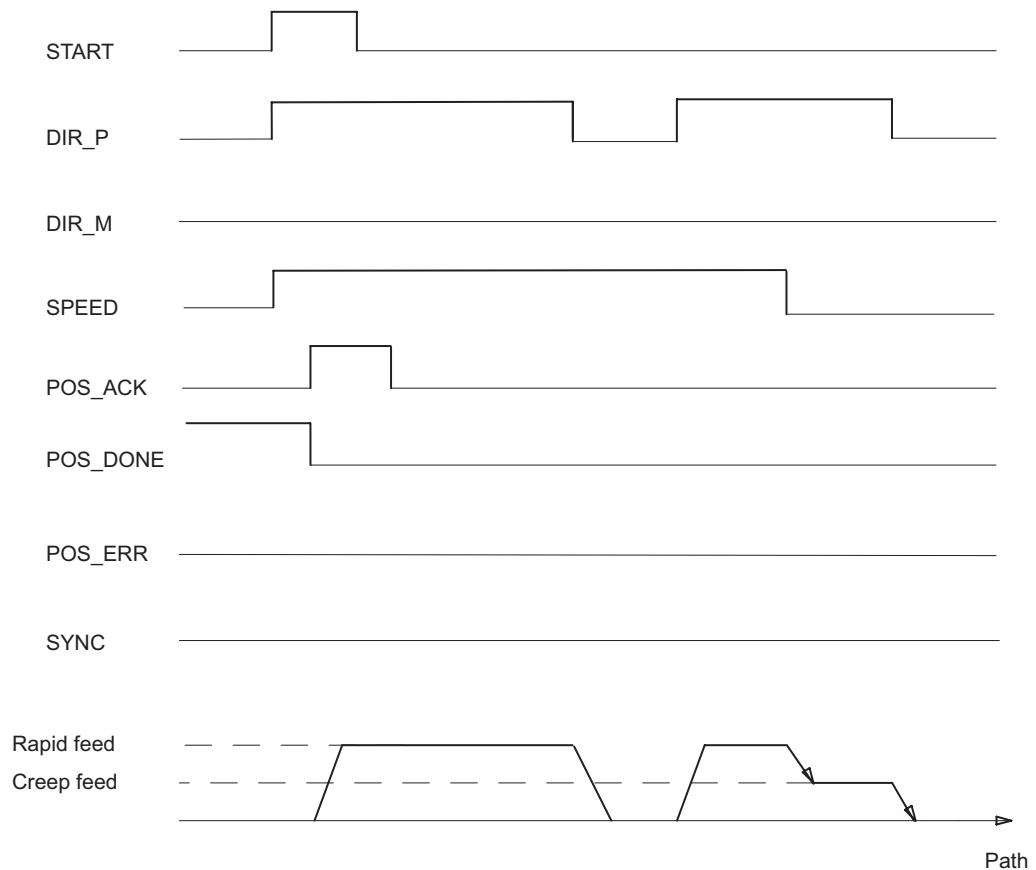 START
DIR_P
DIR_M
SPEED
POS_ACK
POS_DONE
POS_ERR
SYNC
Rapid feed
Creep feed
Path